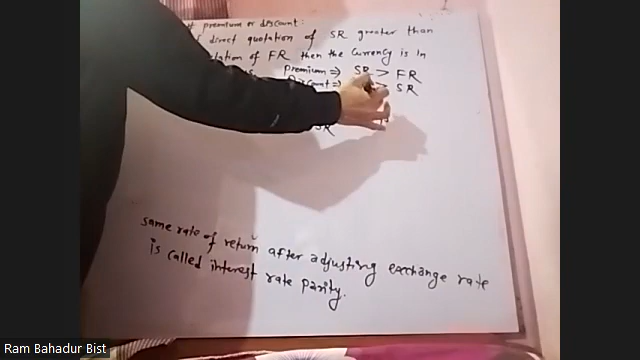 premium or discount:
direct quotation of SR greater than
of FR then the currency is in
premium ⇒ SR > FR
> SR
SR
same rate of return after adjusting exchange rate
is called interest rate parity.
Ram Bahadur Bist